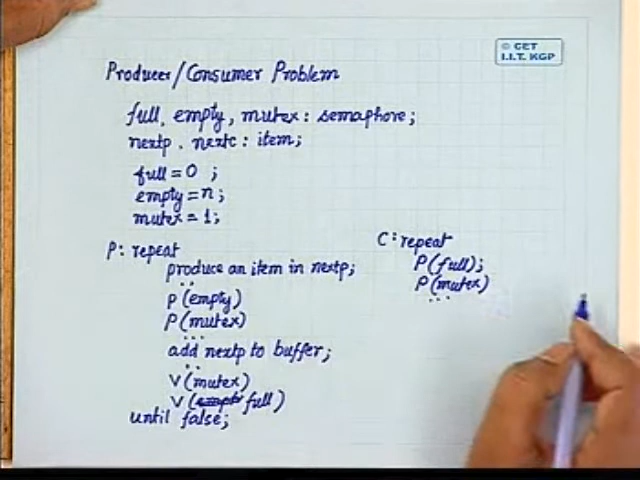 © CET
I.I.T. KGP
Producer/Consumer Problem
full, empty, mutex: semaphore;
nextp, nextc: item;
full = 0 ;
empty = n;
mutex = 1;
P: repeat
produce an item in nextp;
..
P(empty)
P(mutex)
...
add nextp to buffer;
..
V(mutex)
V(full)
until false;
C: repeat
P(full);
P(mutex)
...